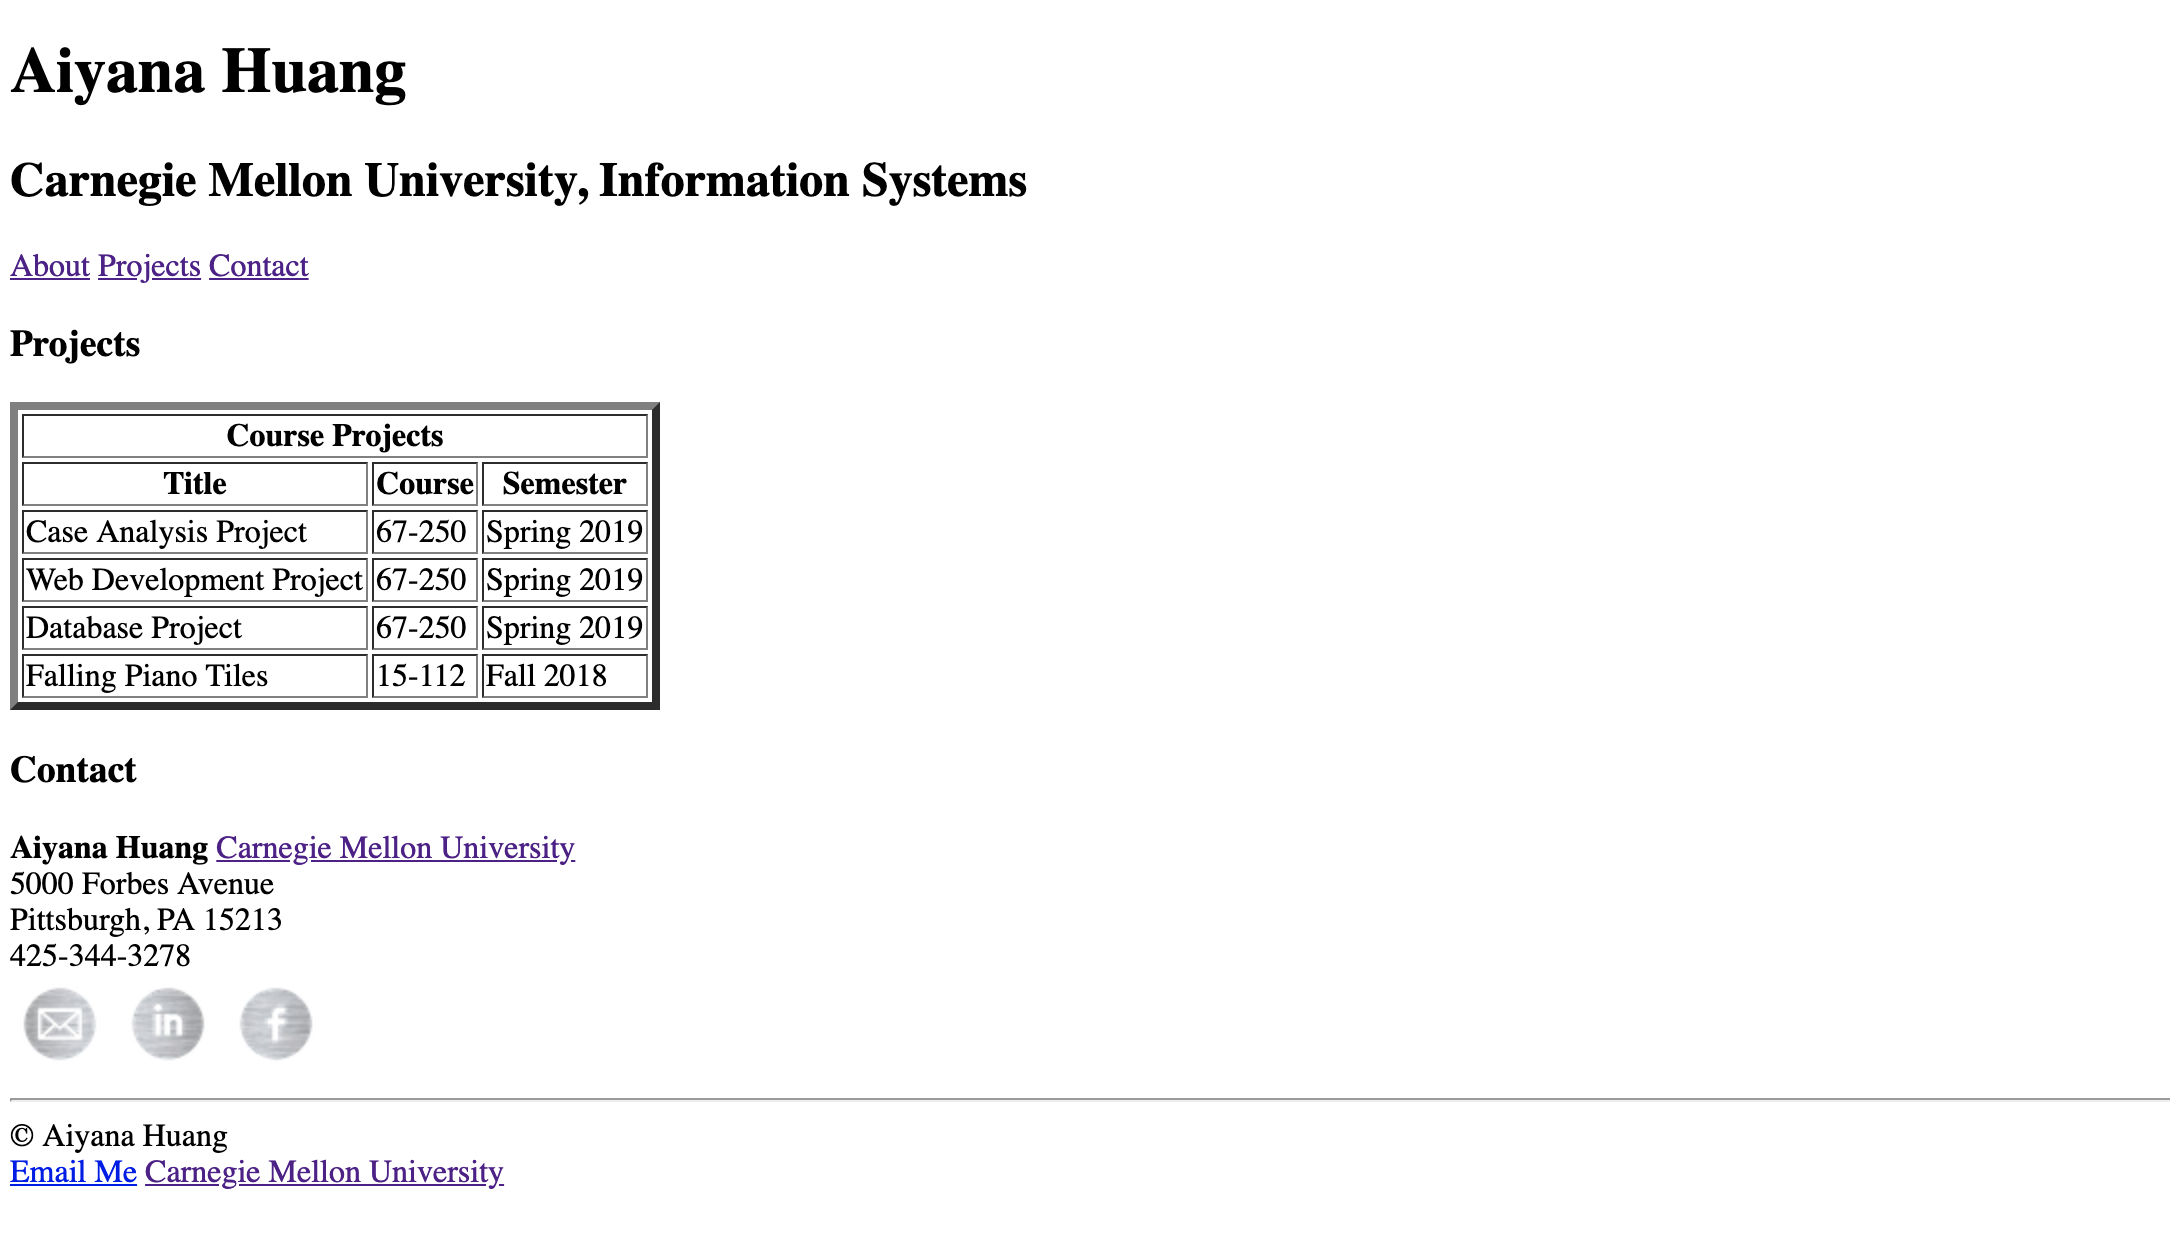 Aiyana Huang
Carnegie Mellon University, Information Systems
About Projects Contact
Projects
Course Projects
Title Course Semester
Case Analysis Project 67-250 Spring 2019
Web Development Project 67-250 Spring 2019
Database Project 67-250 Spring 2019
Falling Piano Tiles 15-112 Fall 2018
Contact
Aiyana Huang Carnegie Mellon University
5000 Forbes Avenue
Pittsburgh, PA 15213
425-344-3278
in f
© Aiyana Huang
Email Me Carnegie Mellon University